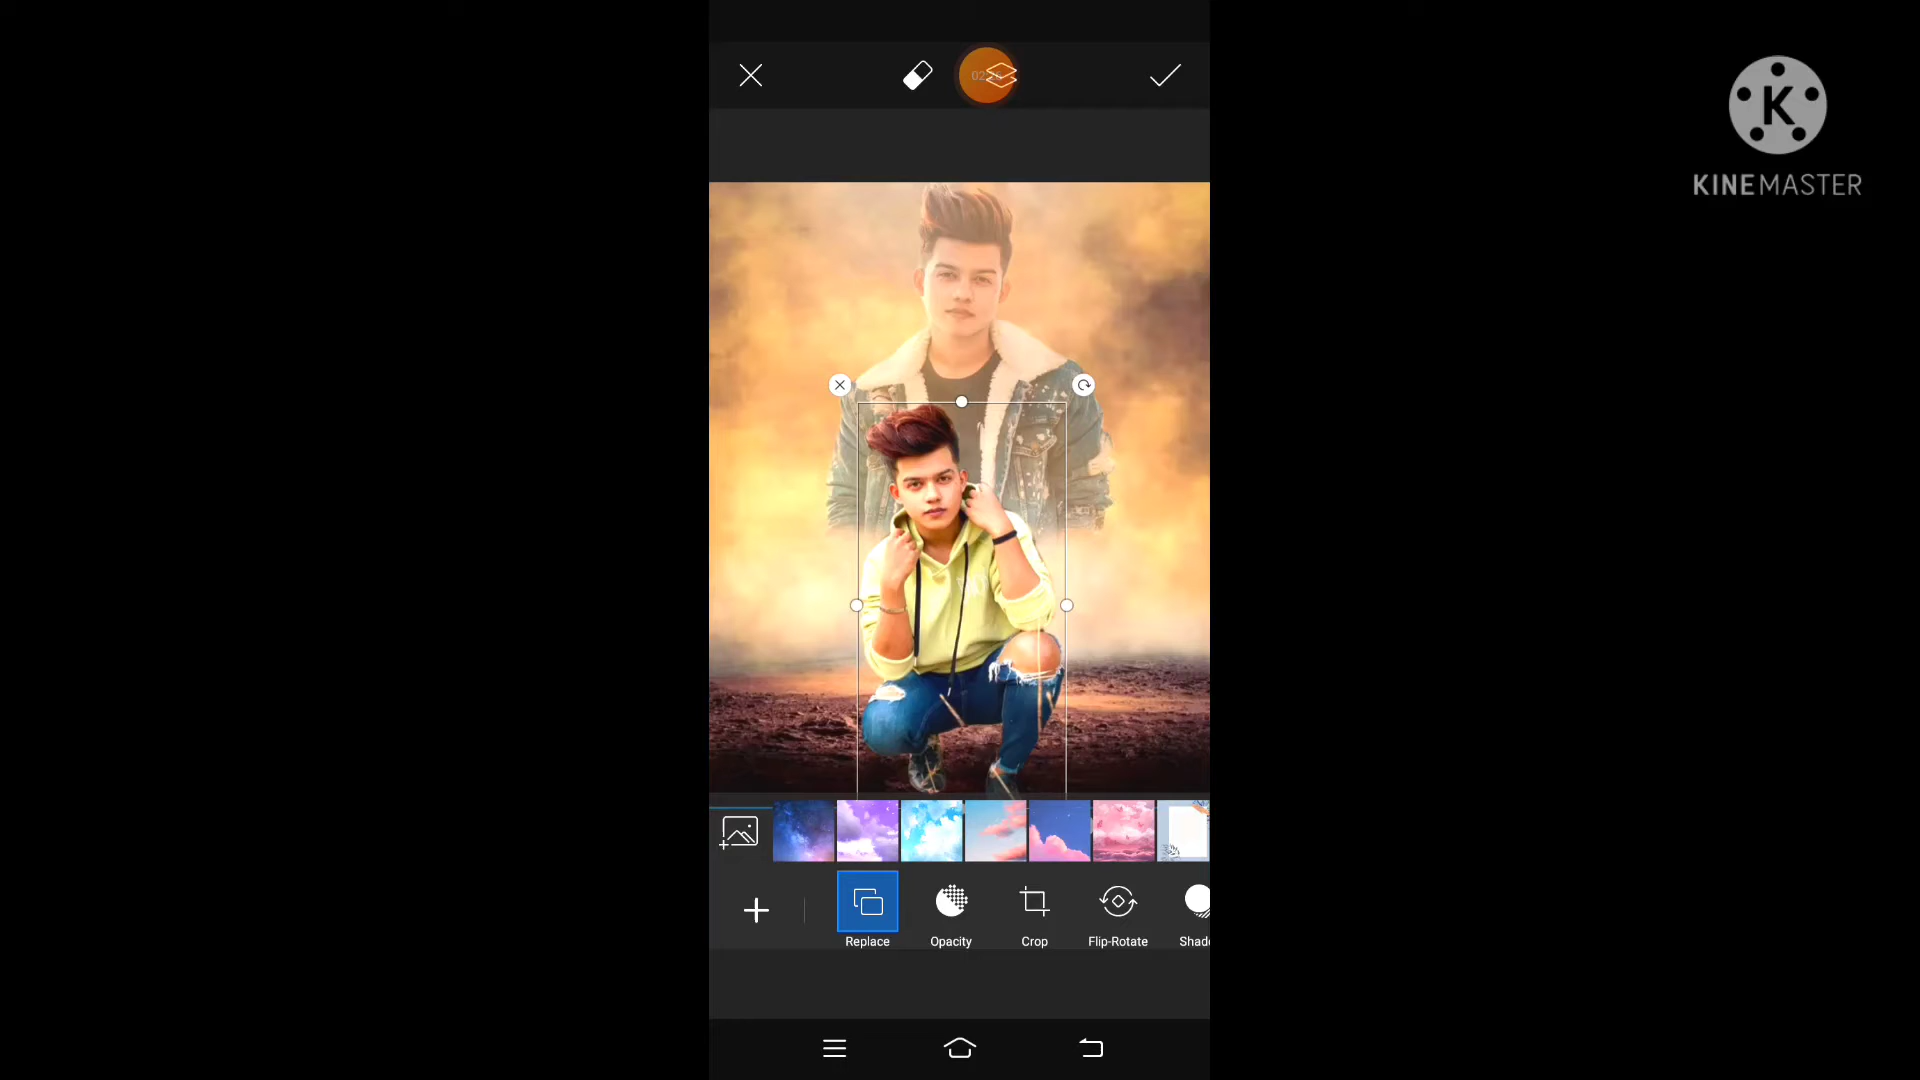 K
KINEMASTER
Replace
Opacity
Crop
Flip-Rotate
Shad